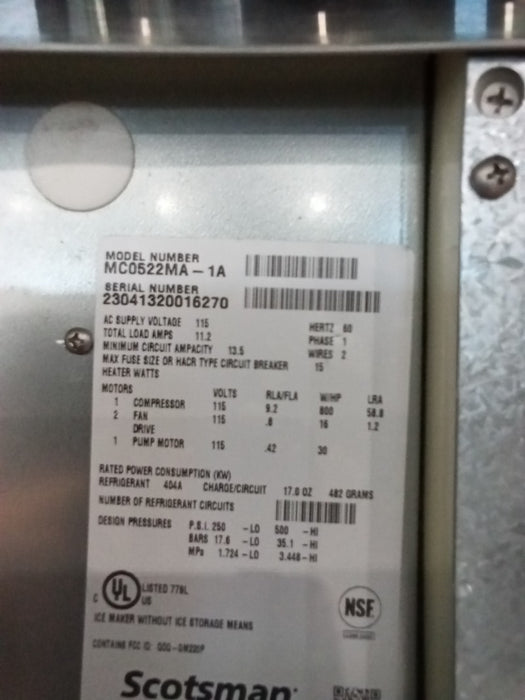 MODEL NUMBER
MC0522MA-1A
SERIAL NUMBER
23041320016270
AC SUPPLY VOLTAGE 115 HERTZ 60
TOTAL LOAD AMPS 11.2 PHASE 1
MINIMUM CIRCUIT AMPACITY 13.5 WIRES 2
MAX FUSE SIZE OR HACR TYPE CIRCUIT BREAKER 15
HEATER WATTS
MOTORS VOLTS RLA/FLA W/HP LRA
1 COMPRESSOR 115 9.2 800 58.8
2 FAN 115 .8 16 1.2
DRIVE
1 PUMP MOTOR 115 .42 30
RATED POWER CONSUMPTION (KW)
REFRIGERANT 404A CHARGE/CIRCUIT 17.0 OZ 482 GRAMS
NUMBER OF REFRIGERANT CIRCUITS
DESIGN PRESSURES P.S.I. 250 -LO 500 -HI
BARS 17.6 -LO 35.1 -HI
MPa 1.724-LO 3.448-HI
C UL LISTED 778L
US
NSF
ICE MAKER WITHOUT ICE STORAGE MEANS
CONTAINS FCC ID:
Scotsman